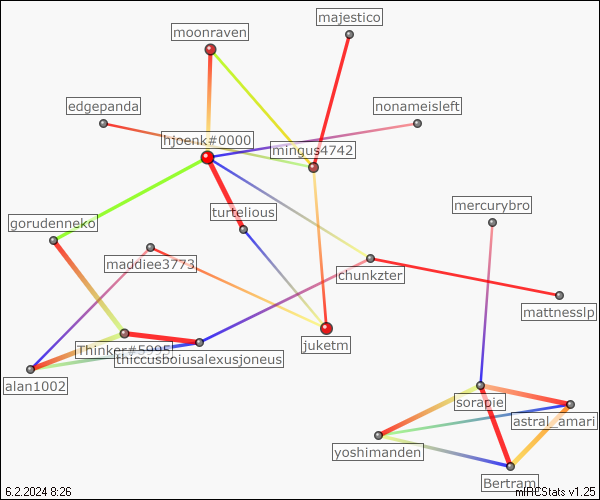 majestico
moonraven
edgepanda
nonameisleft
hjoenk#0000
mingus4742
mercurybro
turtelious
gorudenneko
maddiee3773
chunkzter
mattnesslp
juketm
Thinker#5995
thiccusboiusalexusjoneus
alan1002
sorapie
astral_amari
yoshimanden
Bertram
6.2.2024 8:26
mIRCStats v1.25